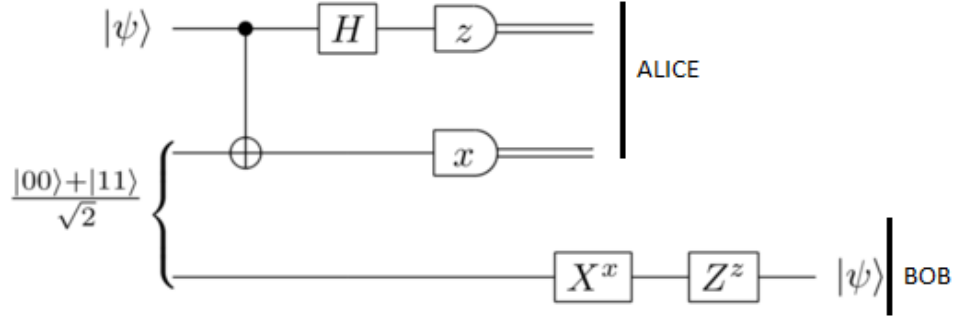 |ψ⟩ H z
ALICE
x
|00⟩+|11⟩
√2
X^x Z^z |ψ⟩ BOB